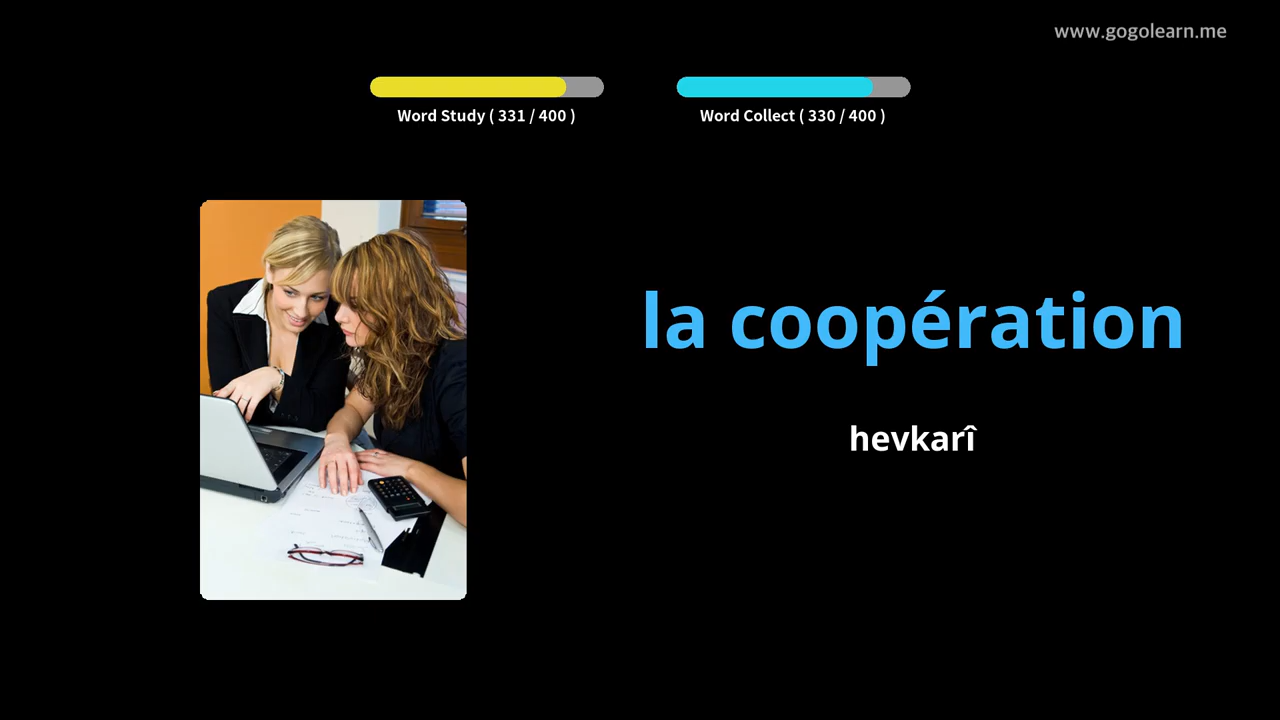 www.gogolearn.me
Word Study ( 331 / 400 )
Word Collect ( 330 / 400 )
la coopération
hevkarî